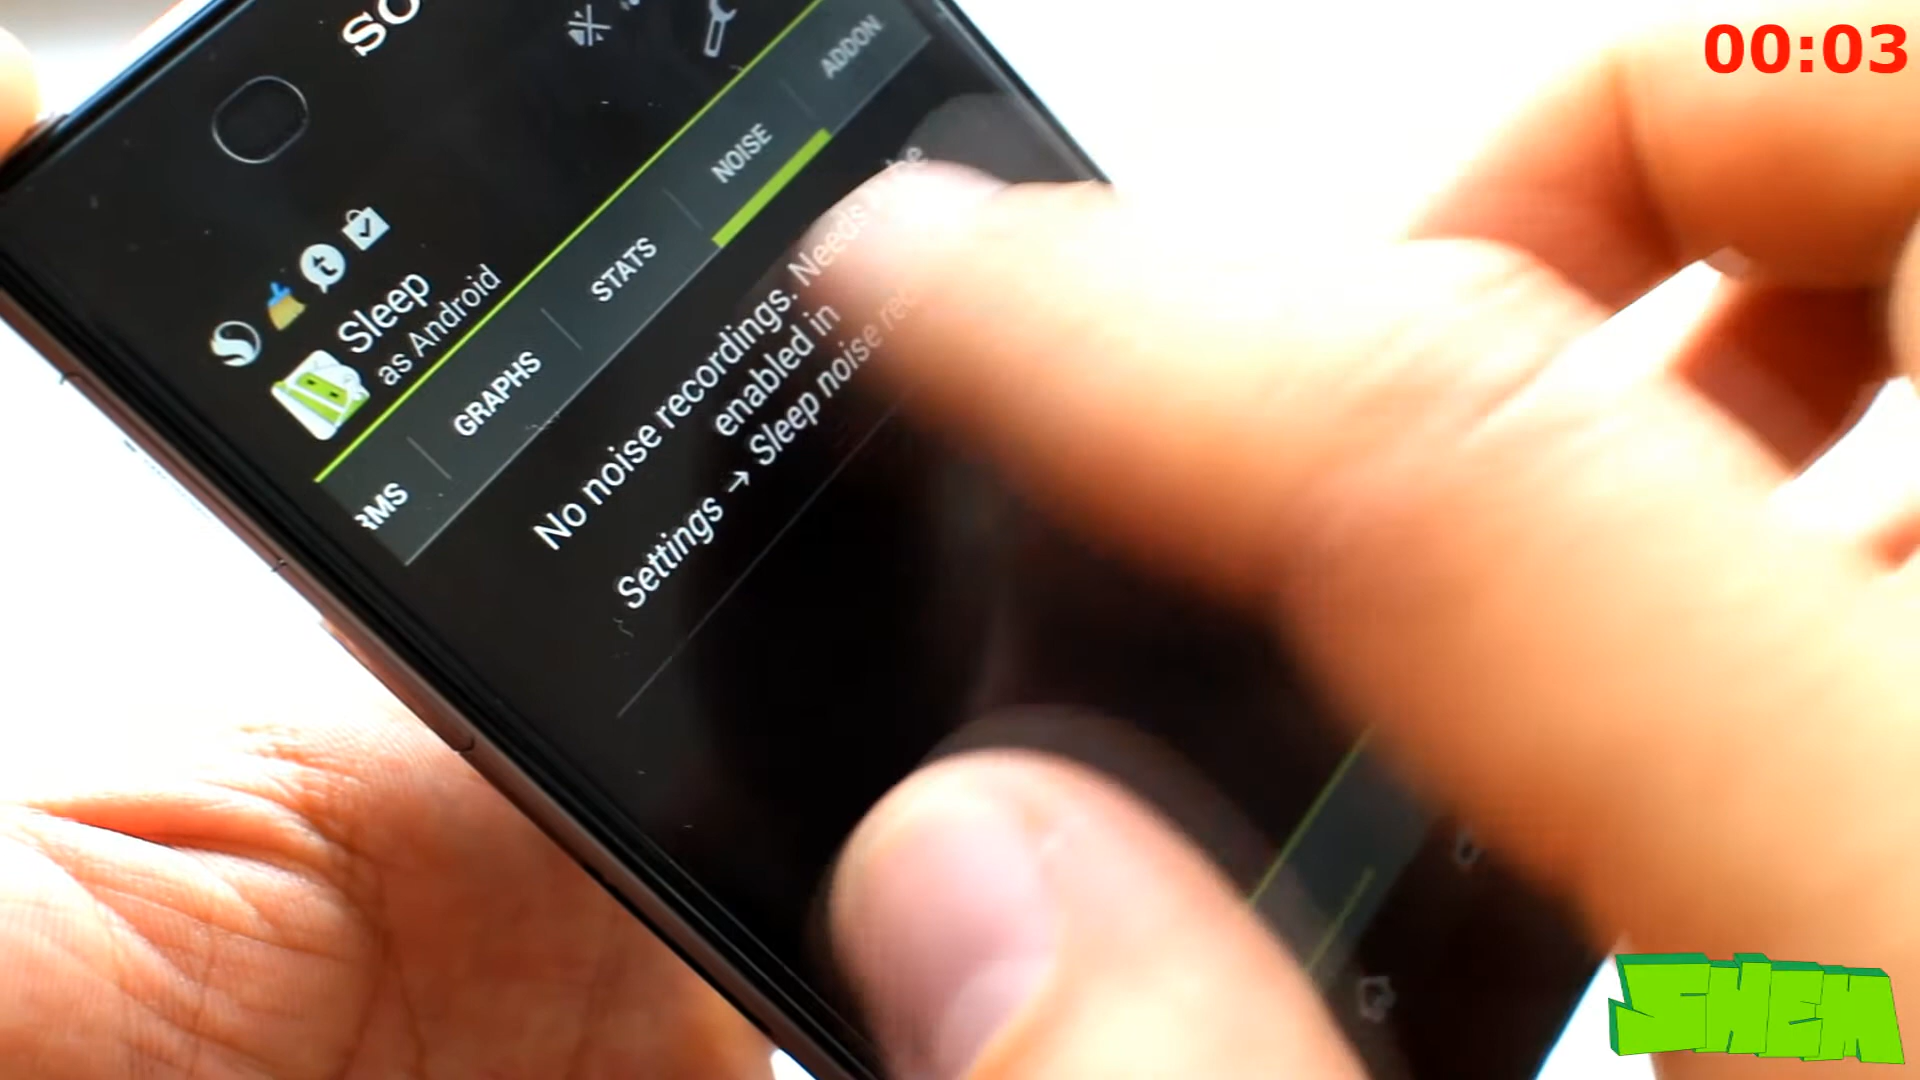 00:03
SO
Sleep
as Android
GRAPHS
STATS
NOISE
ADDON
No noise recordings. Needs
enabled in
Settings → Sleep noise
SHEM